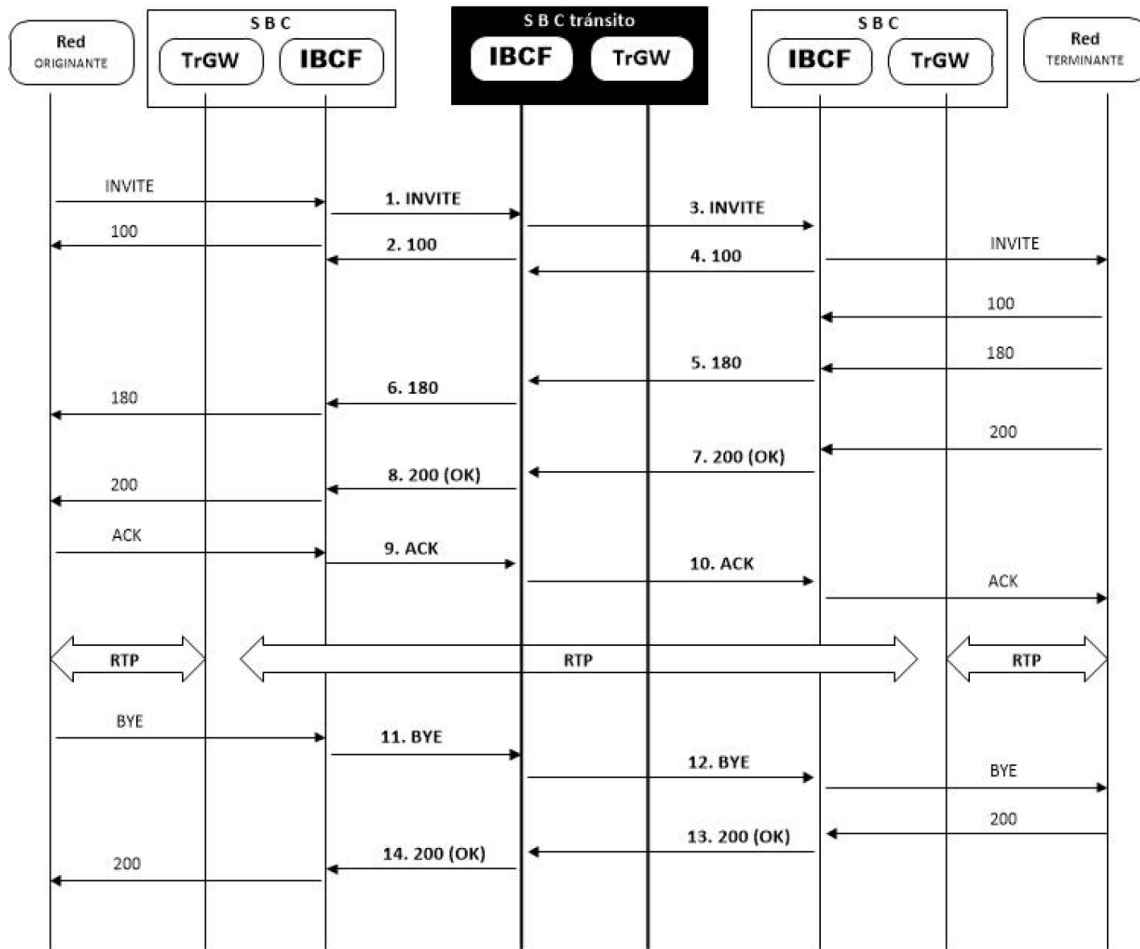 S B C
S B C tránsito
S B C
Red
ORIGINANTE
TrGW
IBCF
IBCF
TrGW
IBCF
TrGW
Red
TERMINANTE
INVITE
1. INVITE
3. INVITE
100
2. 100
4. 100
INVITE
100
180
5. 180
6. 180
180
200
7. 200 (OK)
8. 200 (OK)
200
ACK
9. ACK
10. ACK
ACK
RTP
RTP
RTP
BYE
11. BYE
12. BYE
BYE
200
13. 200 (OK)
14. 200 (OK)
200